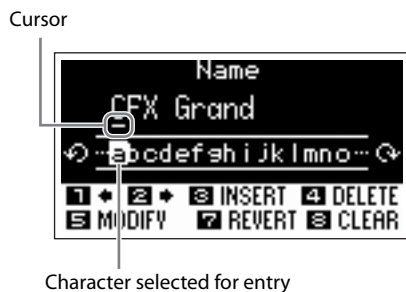 Cursor
Name
CFX Grand
···abcdefghijklmno···
1 ← 2 → 3 INSERT 4 DELETE
5 MODIFY 7 REVERT 8 CLEAR
Character selected for entry